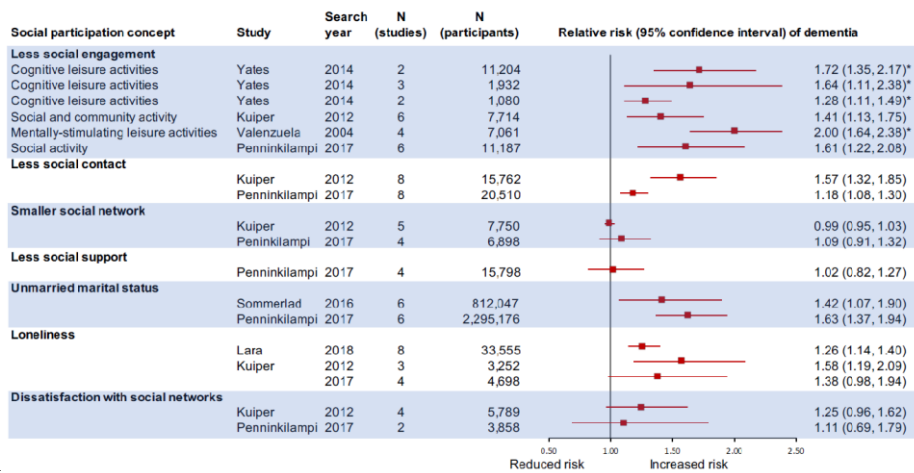 Social participation concept Study Search year N (studies) N (participants) Relative risk (95% confidence interval) of dementia
Less social engagement
Cognitive leisure activities Yates 2014 2 11,204 1.72 (1.35, 2.17)*
Cognitive leisure activities Yates 2014 3 1,932 1.64 (1.11, 2.38)*
Cognitive leisure activities Yates 2014 2 1,080 1.28 (1.11, 1.49)*
Social and community activity Kuiper 2012 6 7,714 1.41 (1.13, 1.75)
Mentally-stimulating leisure activities Valenzuela 2004 4 7,061 2.00 (1.64, 2.38)*
Social activity Penninkilampi 2017 6 11,187 1.61 (1.22, 2.08)
Less social contact
Kuiper 2012 8 15,762 1.57 (1.32, 1.85)
Penninkilampi 2017 8 20,510 1.18 (1.08, 1.30)
Smaller social network
Kuiper 2012 5 7,750 0.99 (0.95, 1.03)
Peninkilampi 2017 4 6,898 1.09 (0.91, 1.32)
Less social support
Penninkilampi 2017 4 15,798 1.02 (0.82, 1.27)
Unmarried marital status
Sommerlad 2016 6 812,047 1.42 (1.07, 1.90)
Penninkilampi 2017 6 2,295,176 1.63 (1.37, 1.94)
Loneliness
Lara 2018 8 33,555 1.26 (1.14, 1.40)
Kuiper 2012 3 3,252 1.58 (1.19, 2.09)
2017 4 4,698 1.38 (0.98, 1.94)
Dissatisfaction with social networks
Kuiper 2012 4 5,789 1.25 (0.96, 1.62)
Penninkilampi 2017 2 3,858 1.11 (0.69, 1.79)
0.50 1.00 1.50 2.00 2.50
Reduced risk Increased risk